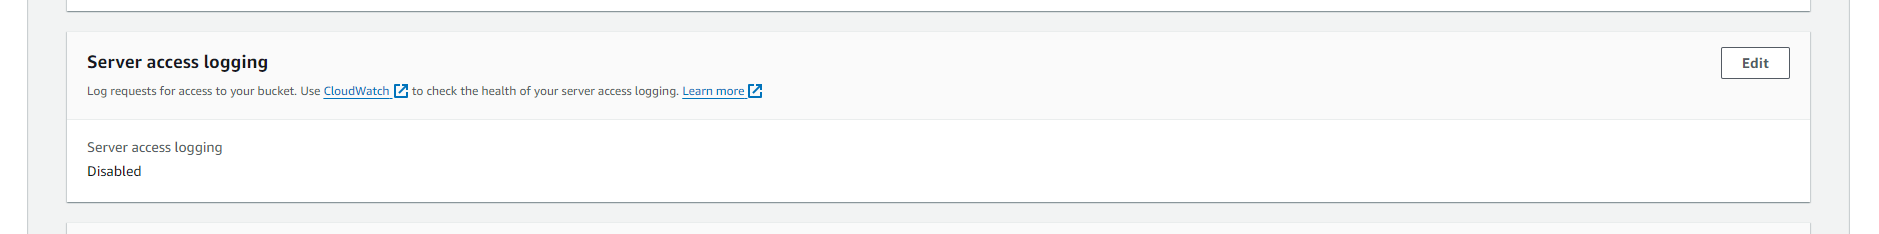 Server access logging
Edit
Log requests for access to your bucket. Use CloudWatch to check the health of your server access logging. Learn more
Server access logging
Disabled